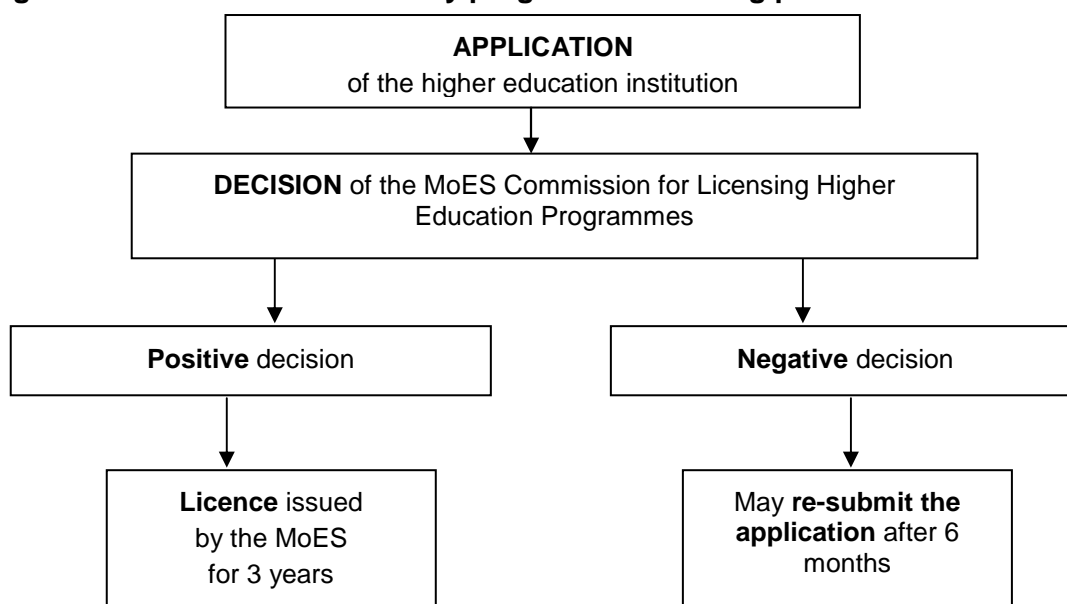 APPLICATION
of the higher education institution
DECISION of the MoES Commission for Licensing Higher
Education Programmes
Positive decision
Negative decision
Licence issued
by the MoES
for 3 years
May re-submit the
application after 6
months